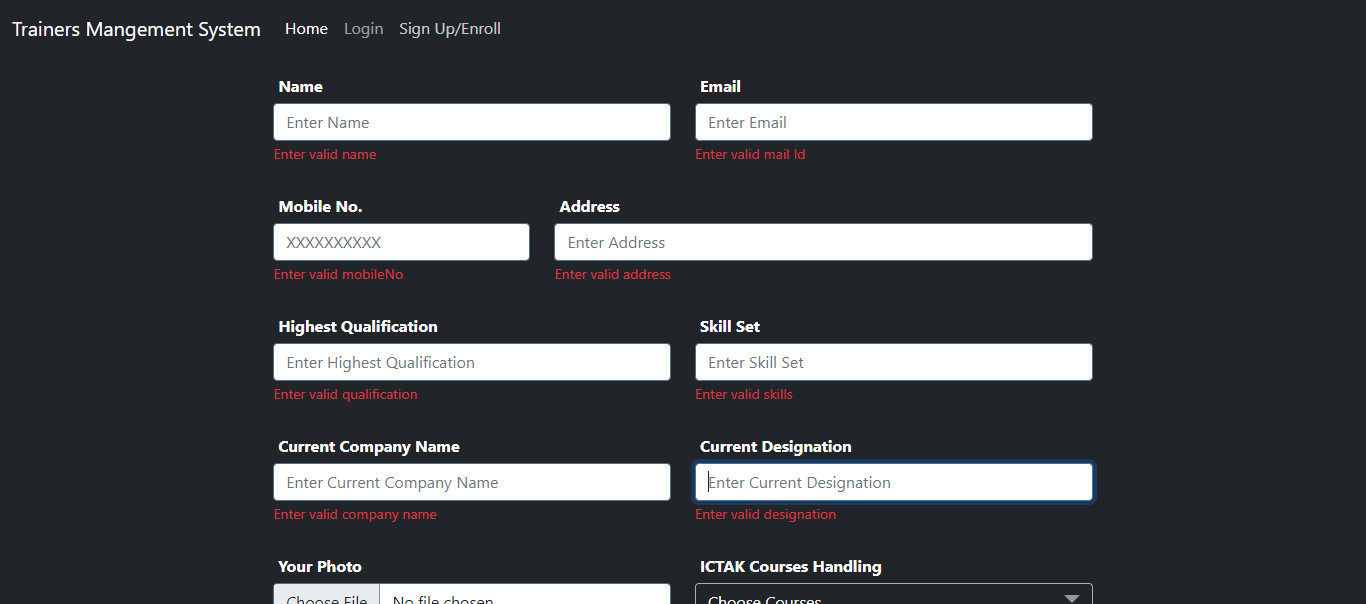 Trainers Mangement System Home Login Sign Up/Enroll
Name Email
Enter Name Enter Email
Enter valid name Enter valid mail Id
Mobile No. Address
XXXXXXXXXX Enter Address
Enter valid mobileNo Enter valid address
Highest Qualification Skill Set
Enter Highest Qualification Enter Skill Set
Enter valid qualification Enter valid skills
Current Company Name Current Designation
Enter Current Company Name Enter Current Designation
Enter valid company name Enter valid designation
Your Photo ICTAK Courses Handling
Choose File No file chosen Choose Courses